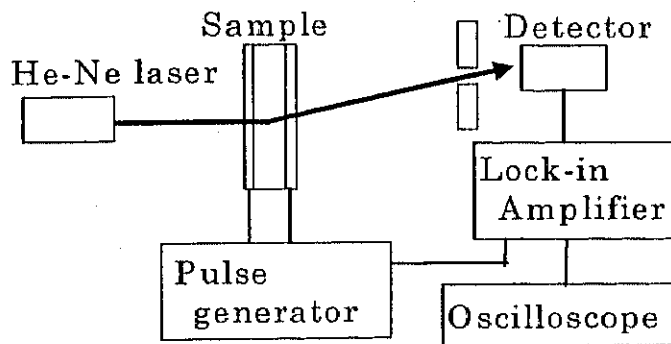 Sample
Detector
He-Ne laser
Lock-in
Amplifier
Pulse
generator
Oscilloscope